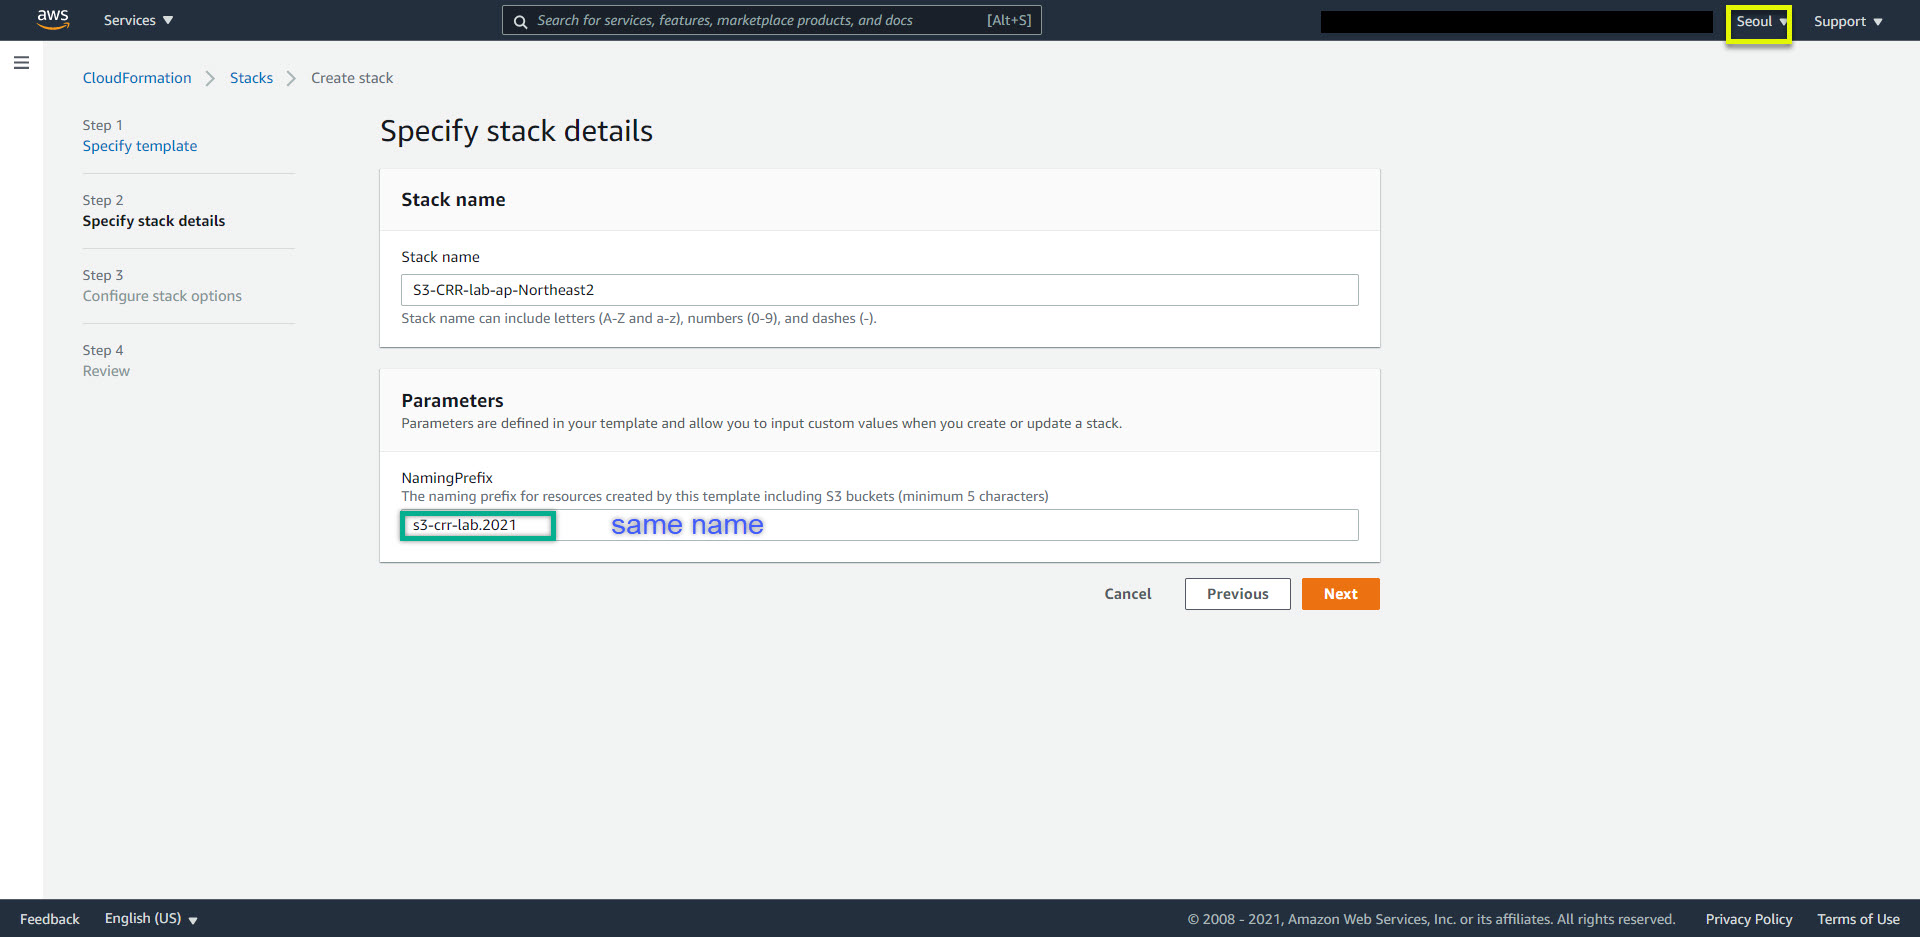 aws Services Search for services, features, marketplace products, and docs [Alt+S] Seoul Support
CloudFormation Stacks Create stack
Step 1
Specify template
Step 2
Specify stack details
Step 3
Configure stack options
Step 4
Review
Specify stack details
Stack name
Stack name
S3-CRR-lab-ap-Northeast2
Stack name can include letters (A-Z and a-z), numbers (0-9), and dashes (-).
Parameters
Parameters are defined in your template and allow you to input custom values when you create or update a stack.
NamingPrefix
The naming prefix for resources created by this template including S3 buckets (minimum 5 characters)
s3-crr-lab.2021 same name
Cancel Previous Next
Feedback English (US) © 2008 - 2021, Amazon Web Services, Inc. or its affiliates. All rights reserved. Privacy Policy Terms of Use